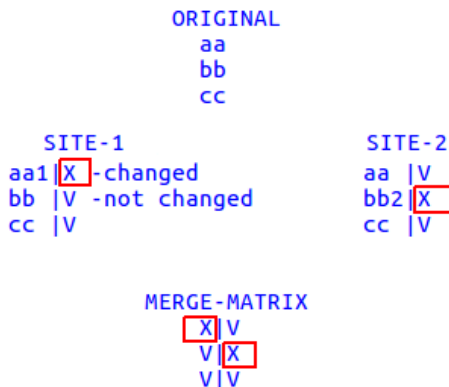 ORIGINAL
aa
bb
cc
SITE-1 SITE-2
aa1|X -changed aa |V
bb |V -not changed bb2|X
cc |V cc |V
MERGE-MATRIX
X|V
V|X
V|V